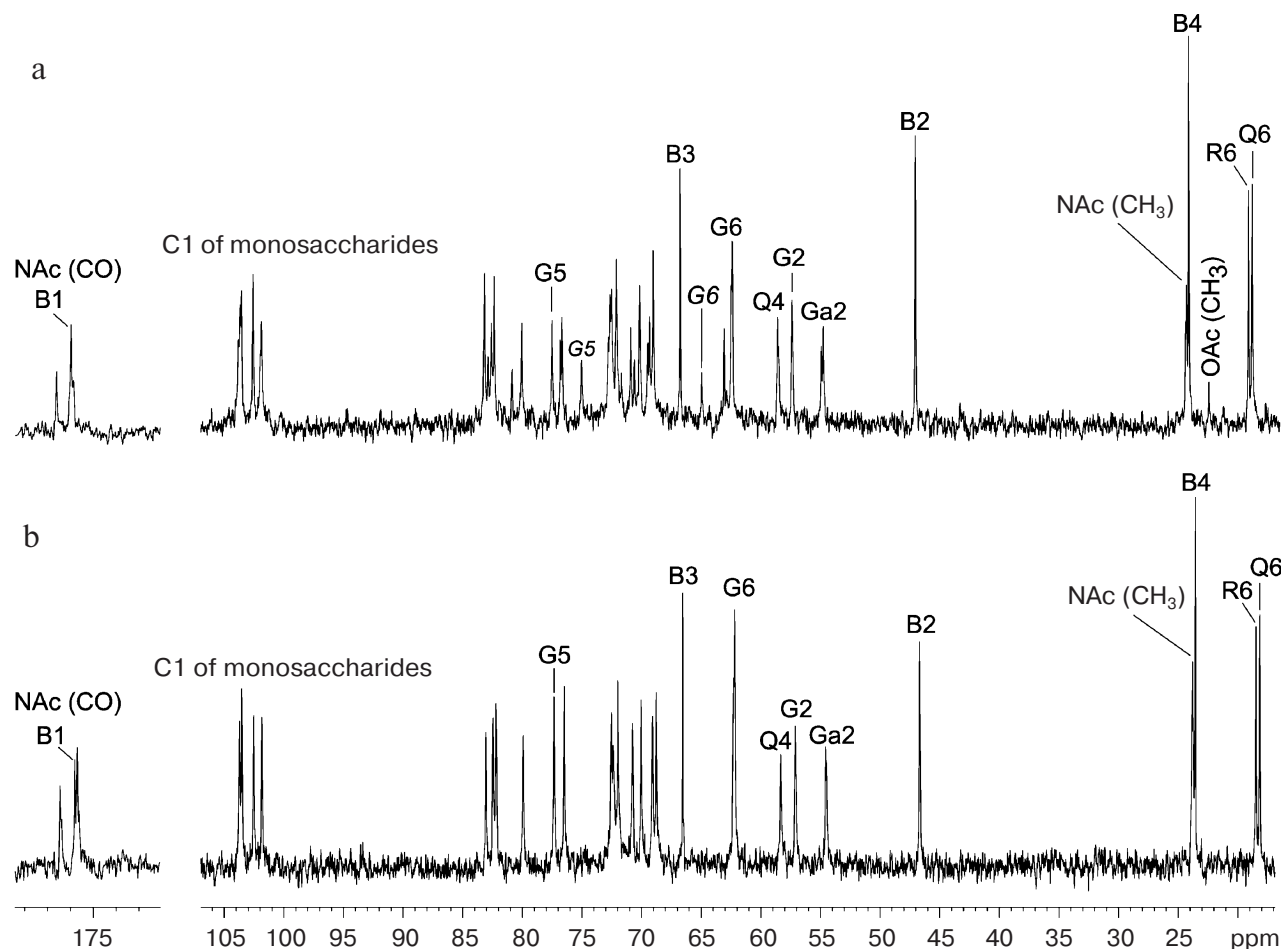 a
B4
B2
Q6
B3
R6
NAc (CH₃)
G6
C1 of monosaccharides
NAc (CO)
G2
G5
B1
G6
Q4
Ga2
G5
OAc (CH₃)
b
B4
B3
G6
Q6
NAc (CH₃)
R6
B2
G5
C1 of monosaccharides
NAc (CO)
G2
B1
Q4
Ga2
175 105 100 95 90 85 80 75 70 65 60 55 50 45 40 35 30 24 22 ppm